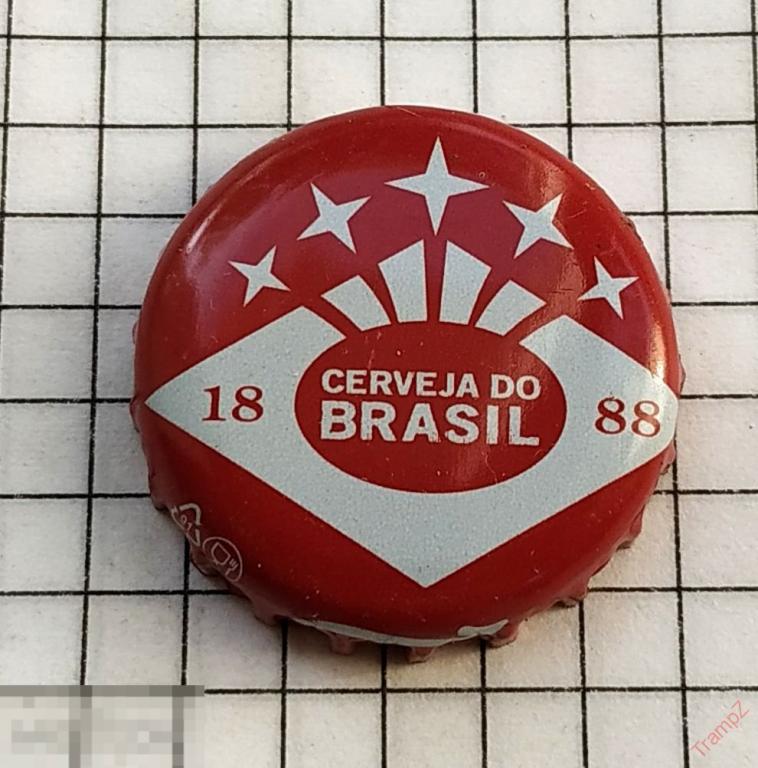 18
CERVEJA DO
BRASIL
88
TrampZ